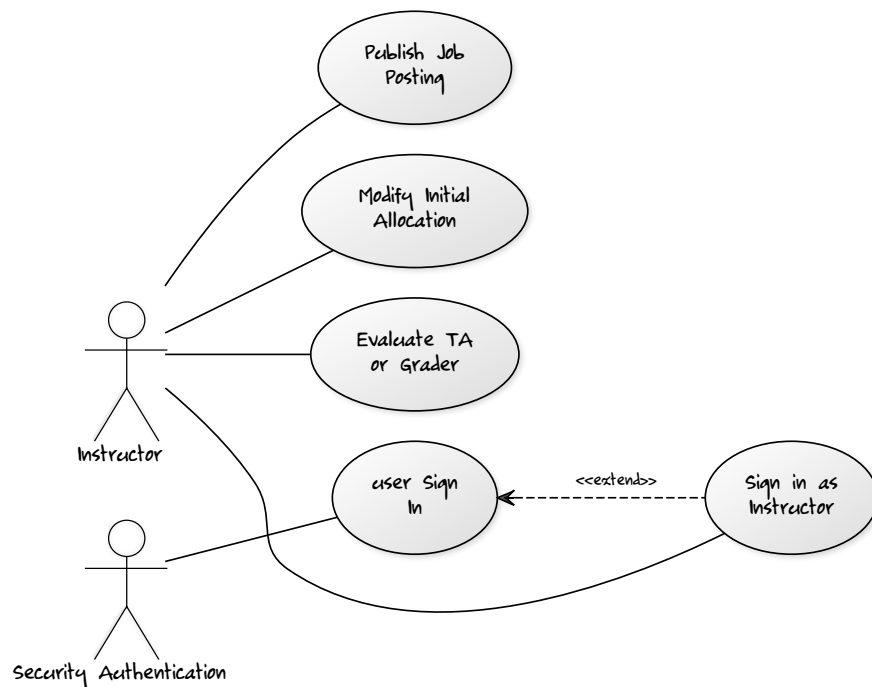 Publish Job
Posting
Modify Initial
Allocation
Evaluate TA
or Grader
Instructor
user Sign
In
<<extend>>
Sign in as
Instructor
Security Authentication